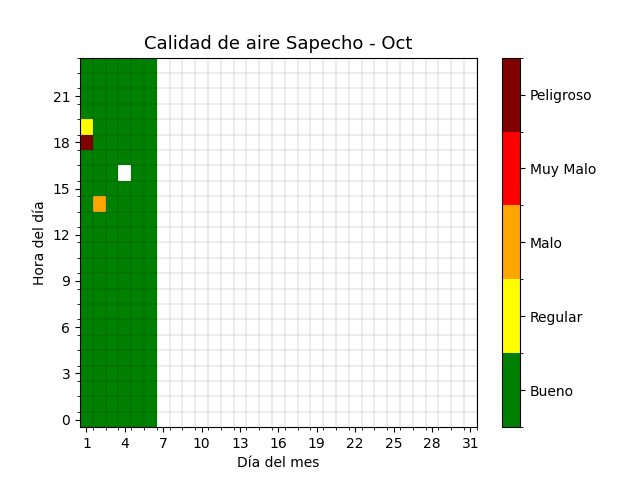 Calidad de aire Sapecho - Oct
Hora del día
21
18
15
12
9
6
3
0
1 4 7 10 13 16 19 22 25 28 31
Día del mes
Peligroso
Muy Malo
Malo
Regular
Bueno